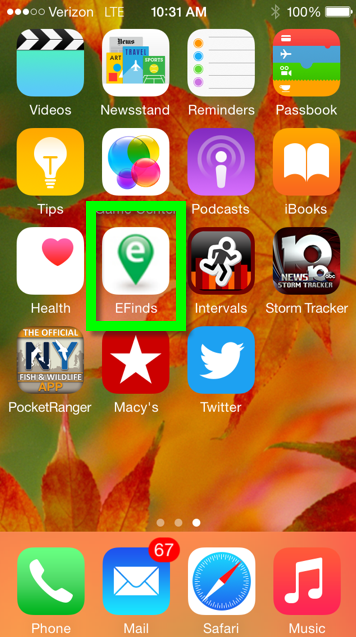 Verizon LTE 10:31 AM 100%
News
ART
TRAVEL
SPORTS
Videos Newsstand Reminders Passbook
Tips Game Center Podcasts iBooks
e
10
abc
NEWS
STORM TRACKER
Health EFinds Intervals Storm Tracker
THE OFFICIAL
NY
FISH & WILDLIFE
APP
PocketRanger Macy's Twitter
67
Phone Mail Safari Music